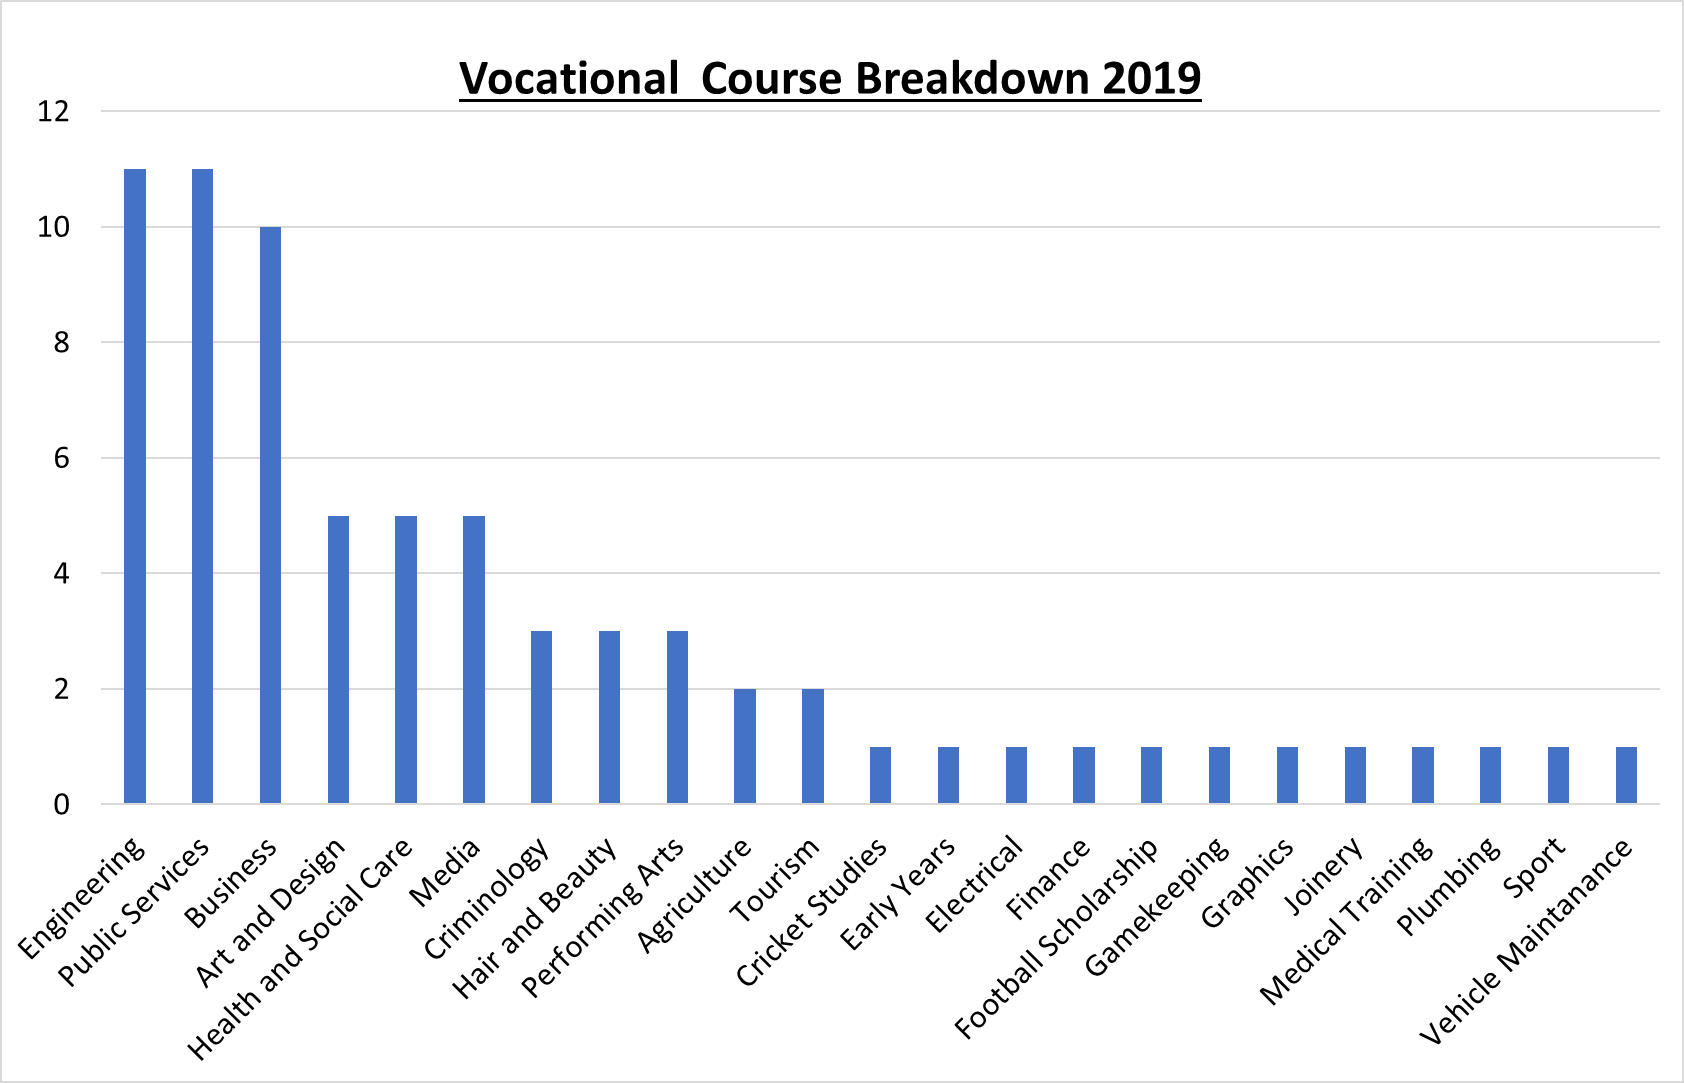 Vocational  Course Breakdown 2019
12
10
8
6
4
2
0
Engineering
Public Services
Business
Art and Design
Health and Social Care
Media
Criminology
Hair and Beauty
Performing Arts
Agriculture
Tourism
Cricket Studies
Early Years
Electrical
Finance
Football Scholarship
Gamekeeping
Graphics
Joinery
Medical Training
Plumbing
Sport
Vehicle Maintanance